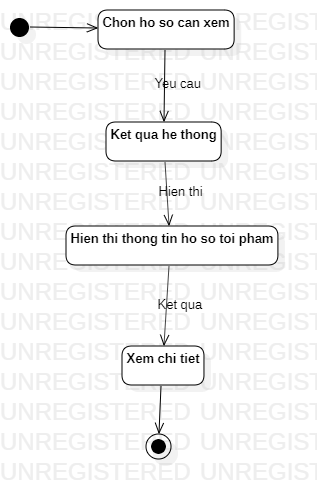 Chon ho so can xem
Yeu cau
Ket qua he thong
Hien thi
Hien thi thong tin ho so toi pham
Ket qua
Xem chi tiet
UNREGISTERED